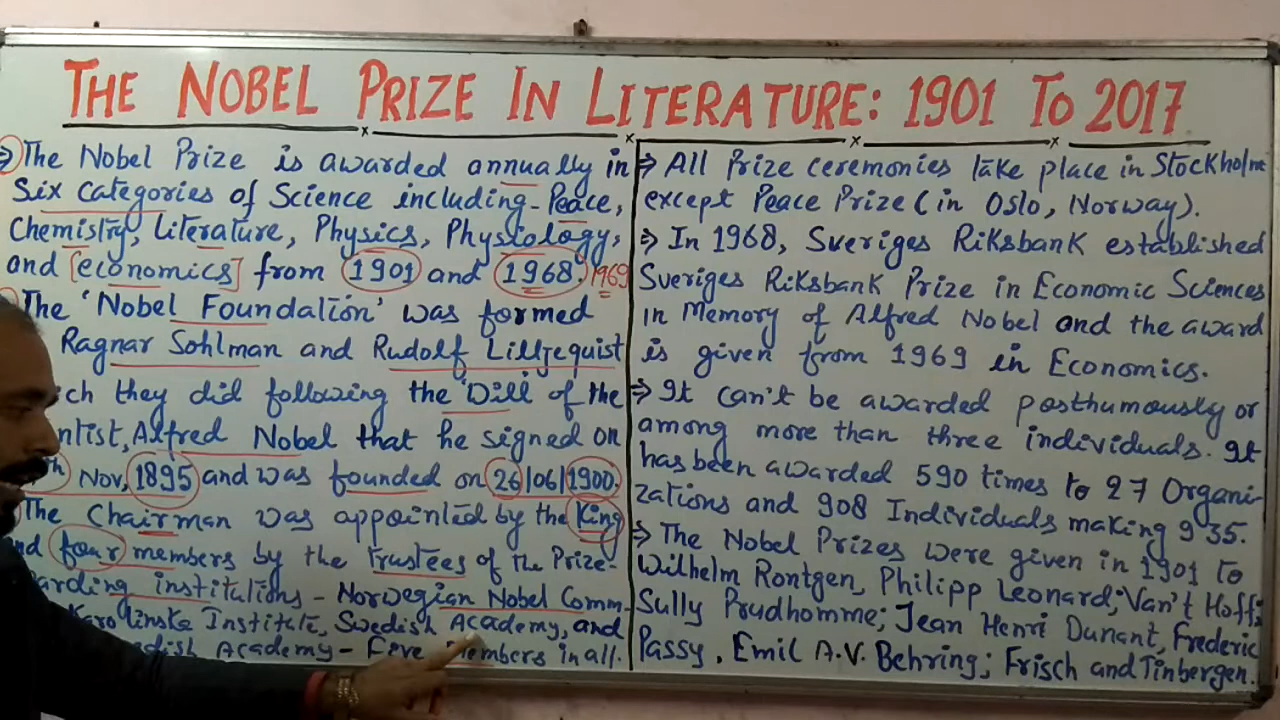 THE NOBEL PRIZE IN LITERATURE: 1901 TO 2017
⇒ The Nobel Prize is awarded annually in
Six Categories of Science including - Peace,
Chemistry, Literature, Physics, Physiology,
and [economics] from 1901 and 1968. 1969
The 'Nobel Foundation' was formed
Ragnar Sohlman and Rudolf Lilljequist
ch they did following the 'Will' of the
ntist, Alfred Nobel that he signed on
th Nov, 1895 and was founded on 26/06/1900.
The Chairman was appointed by the King
nd four members by the trustees of the Prize-
arding institutions - Norwegian Nobel Comm-
Karolinska Institute, Swedish Academy, and
dish Academy - Five Members in all.
⇒ All Prize ceremonies take place in Stockholm
except Peace Prize (in Oslo, Norway).
⇒ In 1968, Sveriges Riksbank established
Sveriges Riksbank Prize in Economic Sciences
in Memory of Alfred Nobel and the award
is given from 1969 in Economics.
⇒ It can't be awarded posthumously or
among more than three individuals. It
has been awarded 590 times to 27 Organi-
zations and 908 Individuals making 935.
⇒ The Nobel Prizes were given in 1901 to
Wilhelm Rontgen, Philipp Leonard; Van't Hoff;
Sully Prudhomme; Jean Henri Dunant, Frederic
Passy, Emil A.V. Behring; Frisch and Tinbergen.